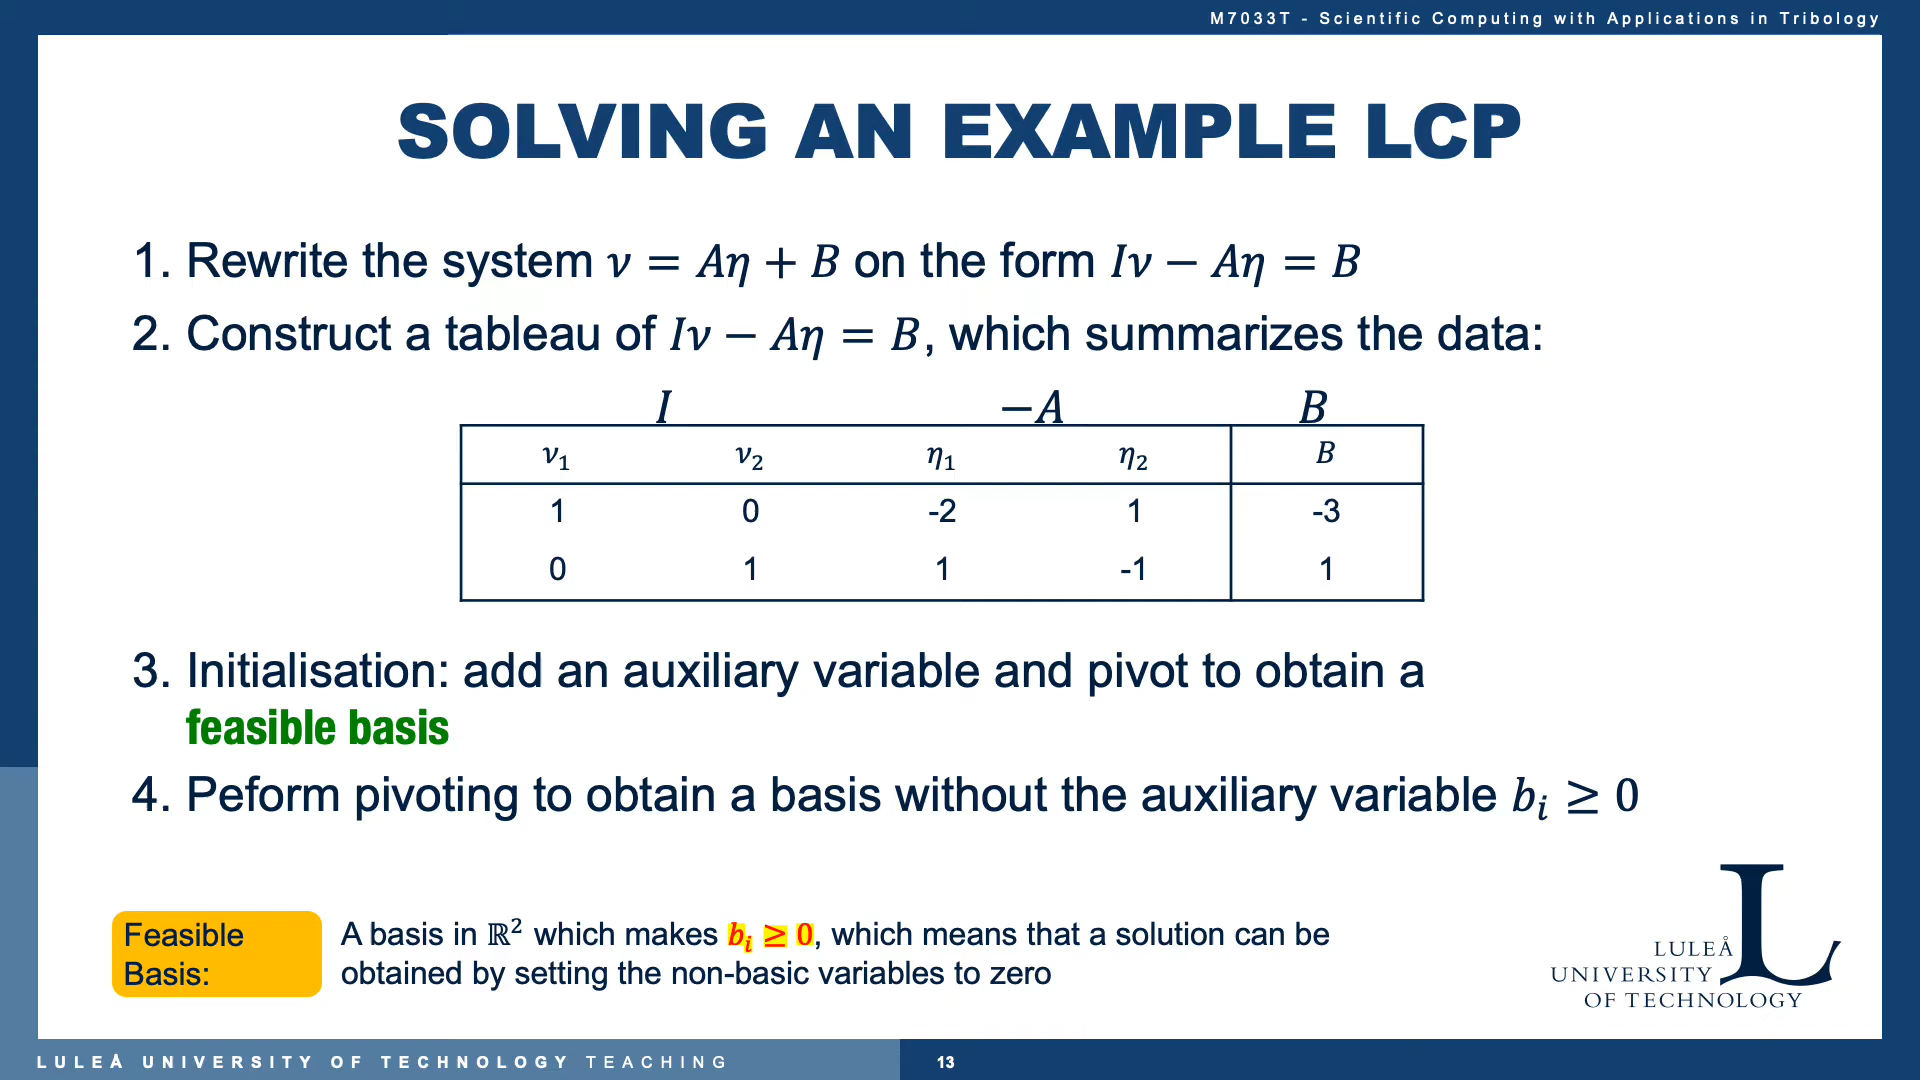 M7033T - Scientific Computing with Applications in Tribology
SOLVING AN EXAMPLE LCP
1. Rewrite the system ν = Aη + B on the form Iν − Aη = B
2. Construct a tableau of Iν − Aη = B, which summarizes the data:
I −A B
ν₁ ν₂ η₁ η₂ B
1 0 -2 1 -3
0 1 1 -1 1
3. Initialisation: add an auxiliary variable and pivot to obtain a
feasible basis
4. Peform pivoting to obtain a basis without the auxiliary variable bᵢ ≥ 0
Feasible
Basis:
A basis in ℝ² which makes bᵢ ≥ 0, which means that a solution can be
obtained by setting the non-basic variables to zero
LULEÅ
UNIVERSITY
OF TECHNOLOGY
LULEÅ UNIVERSITY OF TECHNOLOGY TEACHING
13